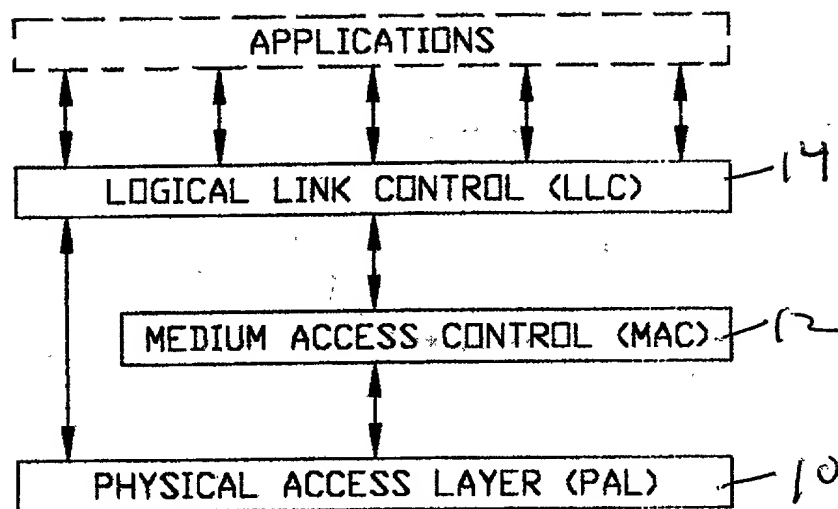 APPLICATIONS
LOGICAL LINK CONTROL (LLC) 14
MEDIUM ACCESS CONTROL (MAC) 12
PHYSICAL ACCESS LAYER (PAL) 10